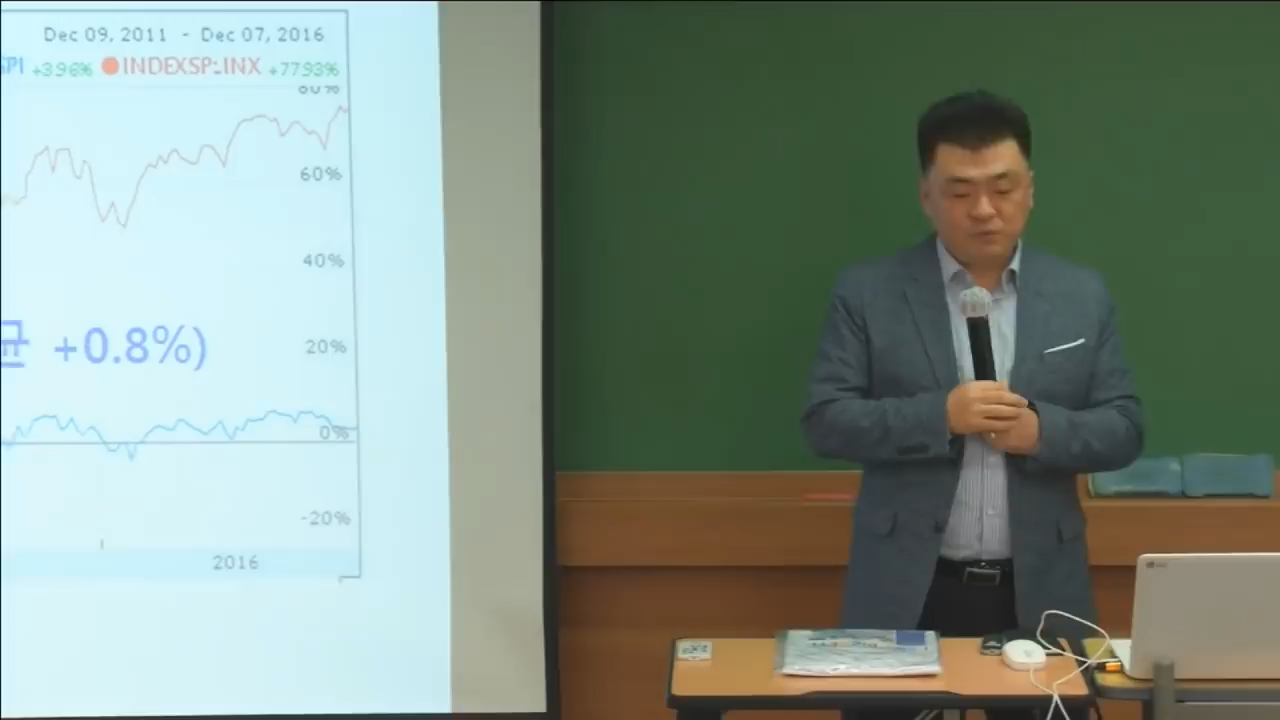 Dec 09, 2011 - Dec 07, 2016
SPI +3.96% INDEXSP:.INX +77.93%
80%
60%
40%
균 +0.8%)
20%
0%
-20%
2016